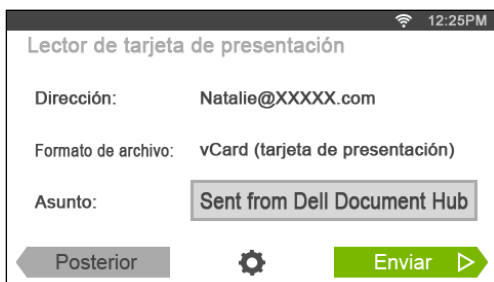 12:25PM
Lector de tarjeta de presentación
Dirección: Natalie@XXXXX.com
Formato de archivo: vCard (tarjeta de presentación)
Asunto: Sent from Dell Document Hub
Posterior Enviar